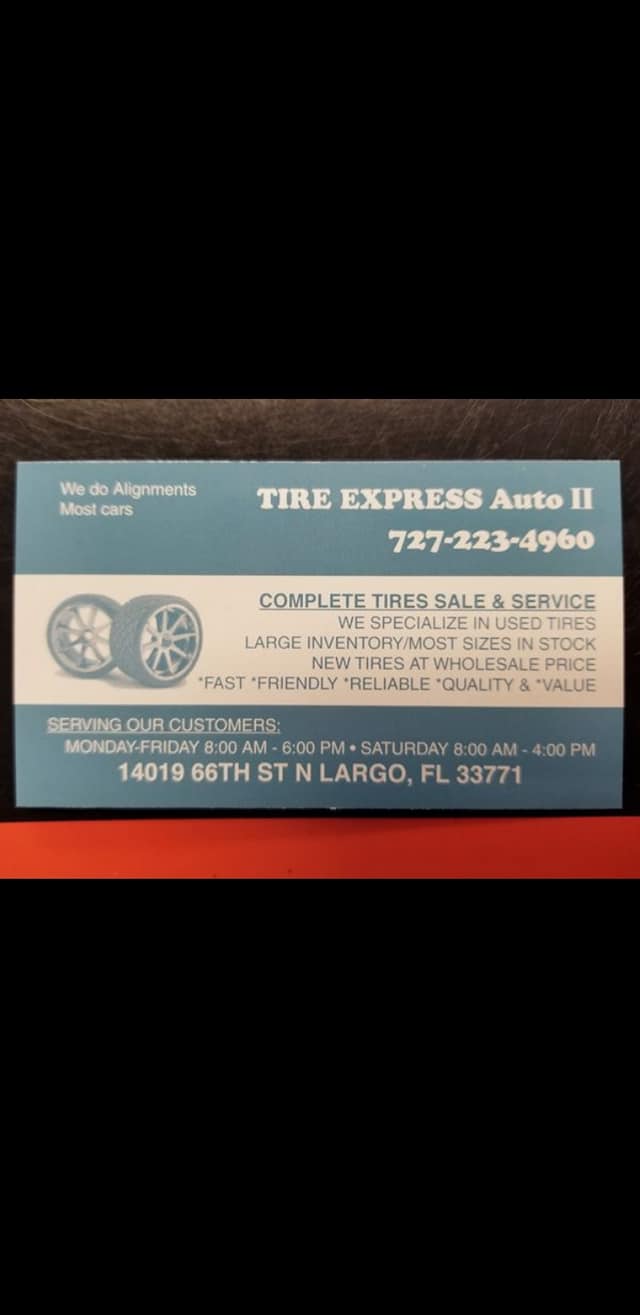 We do Alignments
Most cars
TIRE EXPRESS Auto II
727-223-4960
COMPLETE TIRES SALE & SERVICE
WE SPECIALIZE IN USED TIRES
LARGE INVENTORY/MOST SIZES IN STOCK
NEW TIRES AT WHOLESALE PRICE
*FAST *FRIENDLY *RELIABLE *QUALITY & *VALUE
SERVING OUR CUSTOMERS:
MONDAY-FRIDAY 8:00 AM - 6:00 PM • SATURDAY 8:00 AM - 4:00 PM
14019 66TH ST N LARGO, FL 33771